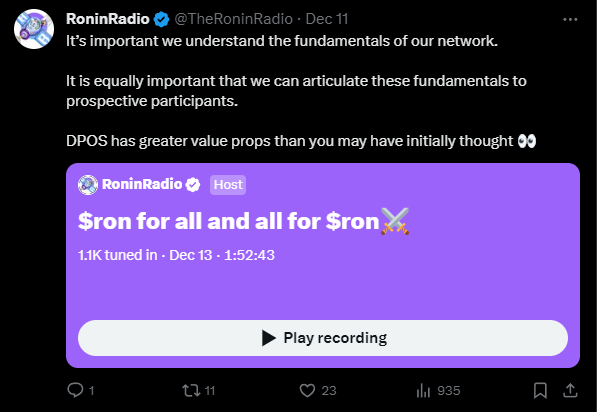 RoninRadio @TheRoninRadio · Dec 11
It's important we understand the fundamentals of our network.
It is equally important that we can articulate these fundamentals to
prospective participants.
DPOS has greater value props than you may have initially thought 👀
RoninRadio Host
$ron for all and all for $ron⚔️
1.1K tuned in · Dec 13 · 1:52:43
Play recording
1 11 23 935